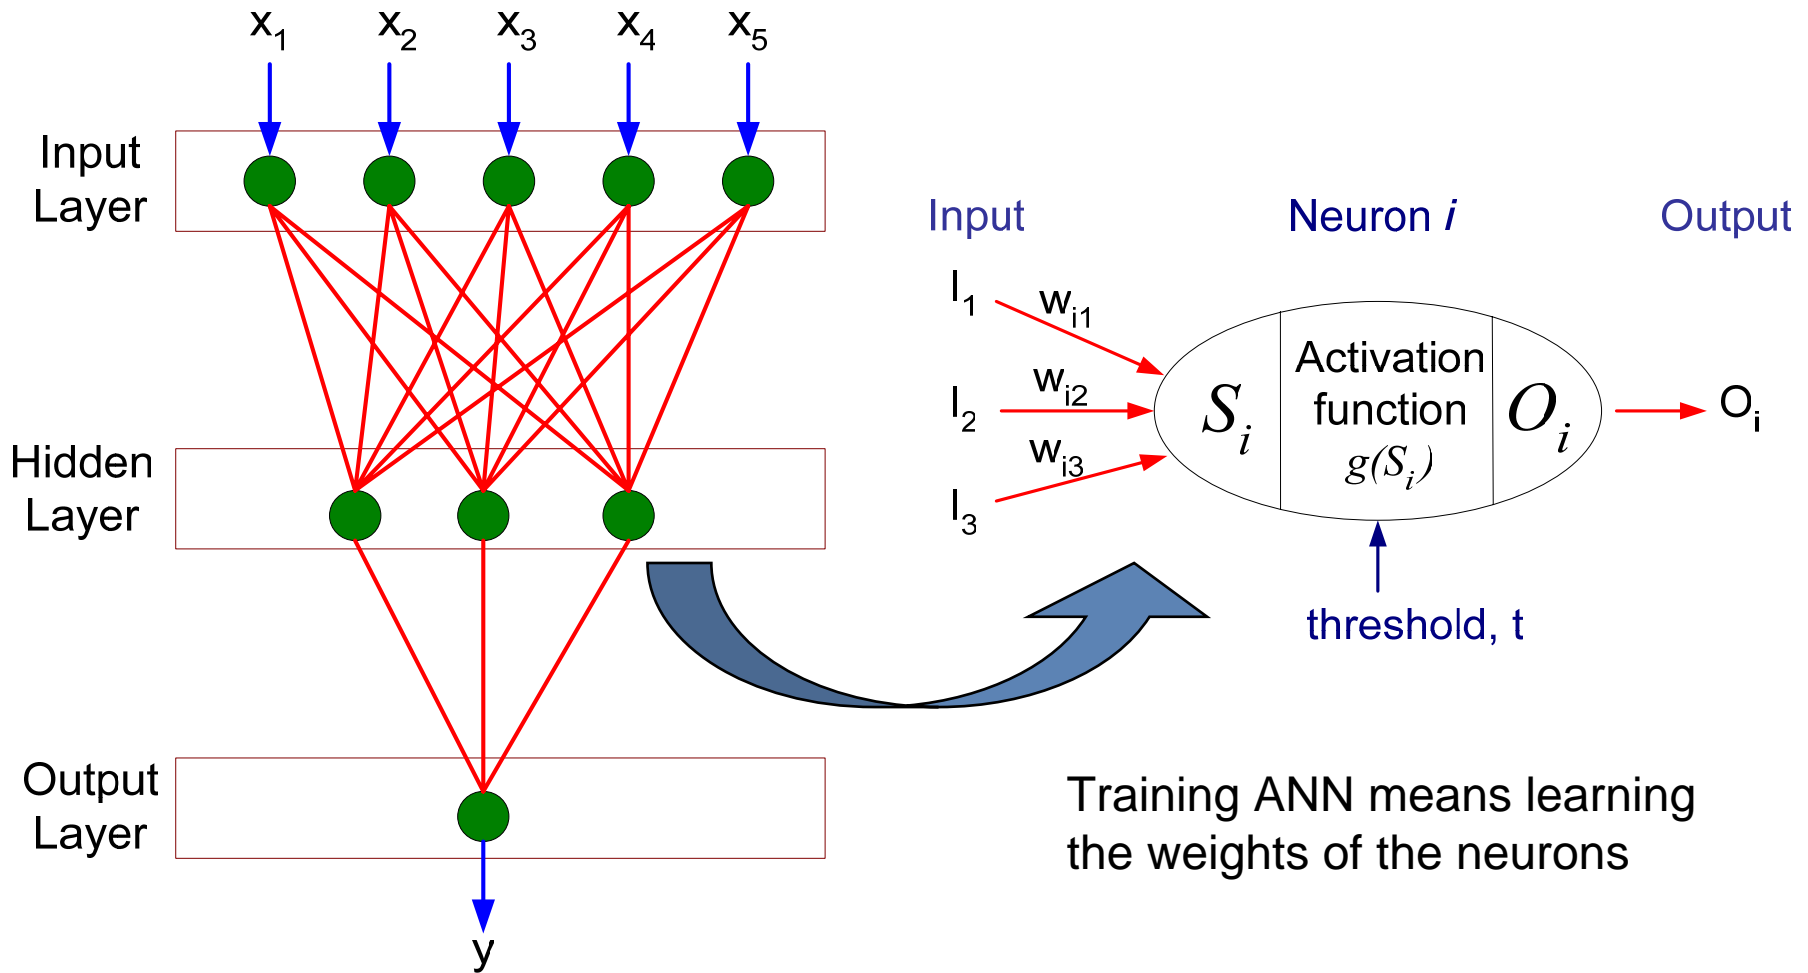 x1 x2 x3 x4 x5
Input
Layer
Hidden
Layer
Output
Layer
y
Input Neuron i Output
I1 wi1
I2 wi2
I3 wi3
Si
Activation
function
g(Si)
Oi
Oi
threshold, t
Training ANN means learning
the weights of the neurons